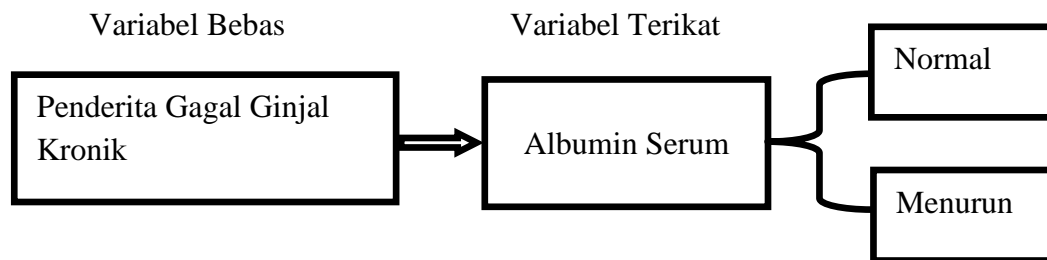 Variabel Bebas
Variabel Terikat
Penderita Gagal Ginjal
Kronik
Albumin Serum
Normal
Menurun